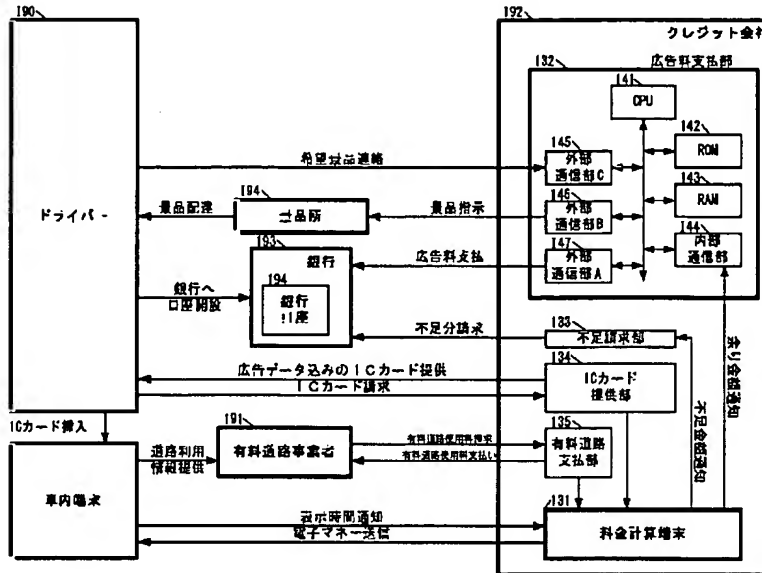 190
192
クレジット会社
132
広告料支払部
141
CPU
142
ROM
145
外部
通信部C
143
RAM
146
外部
通信部B
144
内部
通信部
147
外部
通信部A
希望景品連絡
194
景品所
景品配達
景品指示
ドライバー
193
銀行
194
銀行
口座
広告料支払
銀行へ
口座開設
不足分請求
133
不足請求部
余り金額通知
広告データ込みのICカード提供
ICカード請求
134
ICカード
提供部
不足金額通知
ICカード挿入
191
有料道路事業者
道路利用
情報提供
有料道路使用料請求
有料道路使用料支払い
135
有料道路
支払部
車内端末
表示時間通知
電子マネー送信
131
料金計算端末